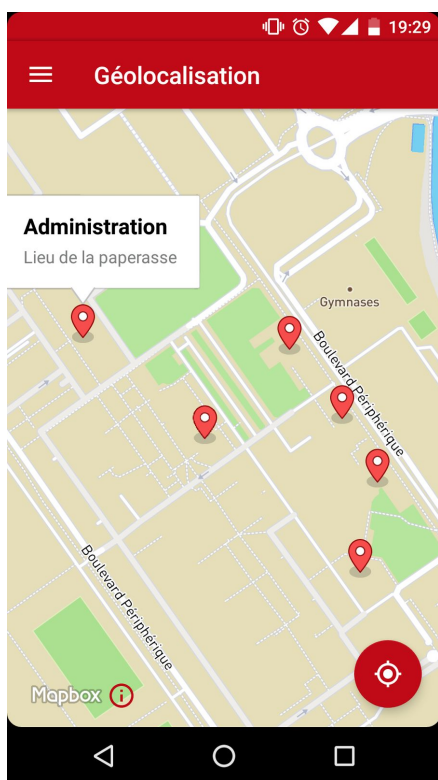 19:29
Géolocalisation
Administration
Lieu de la paperasse
Gymnases
Boulevard Périphérique
Boulevard Périphérique
Mapbox